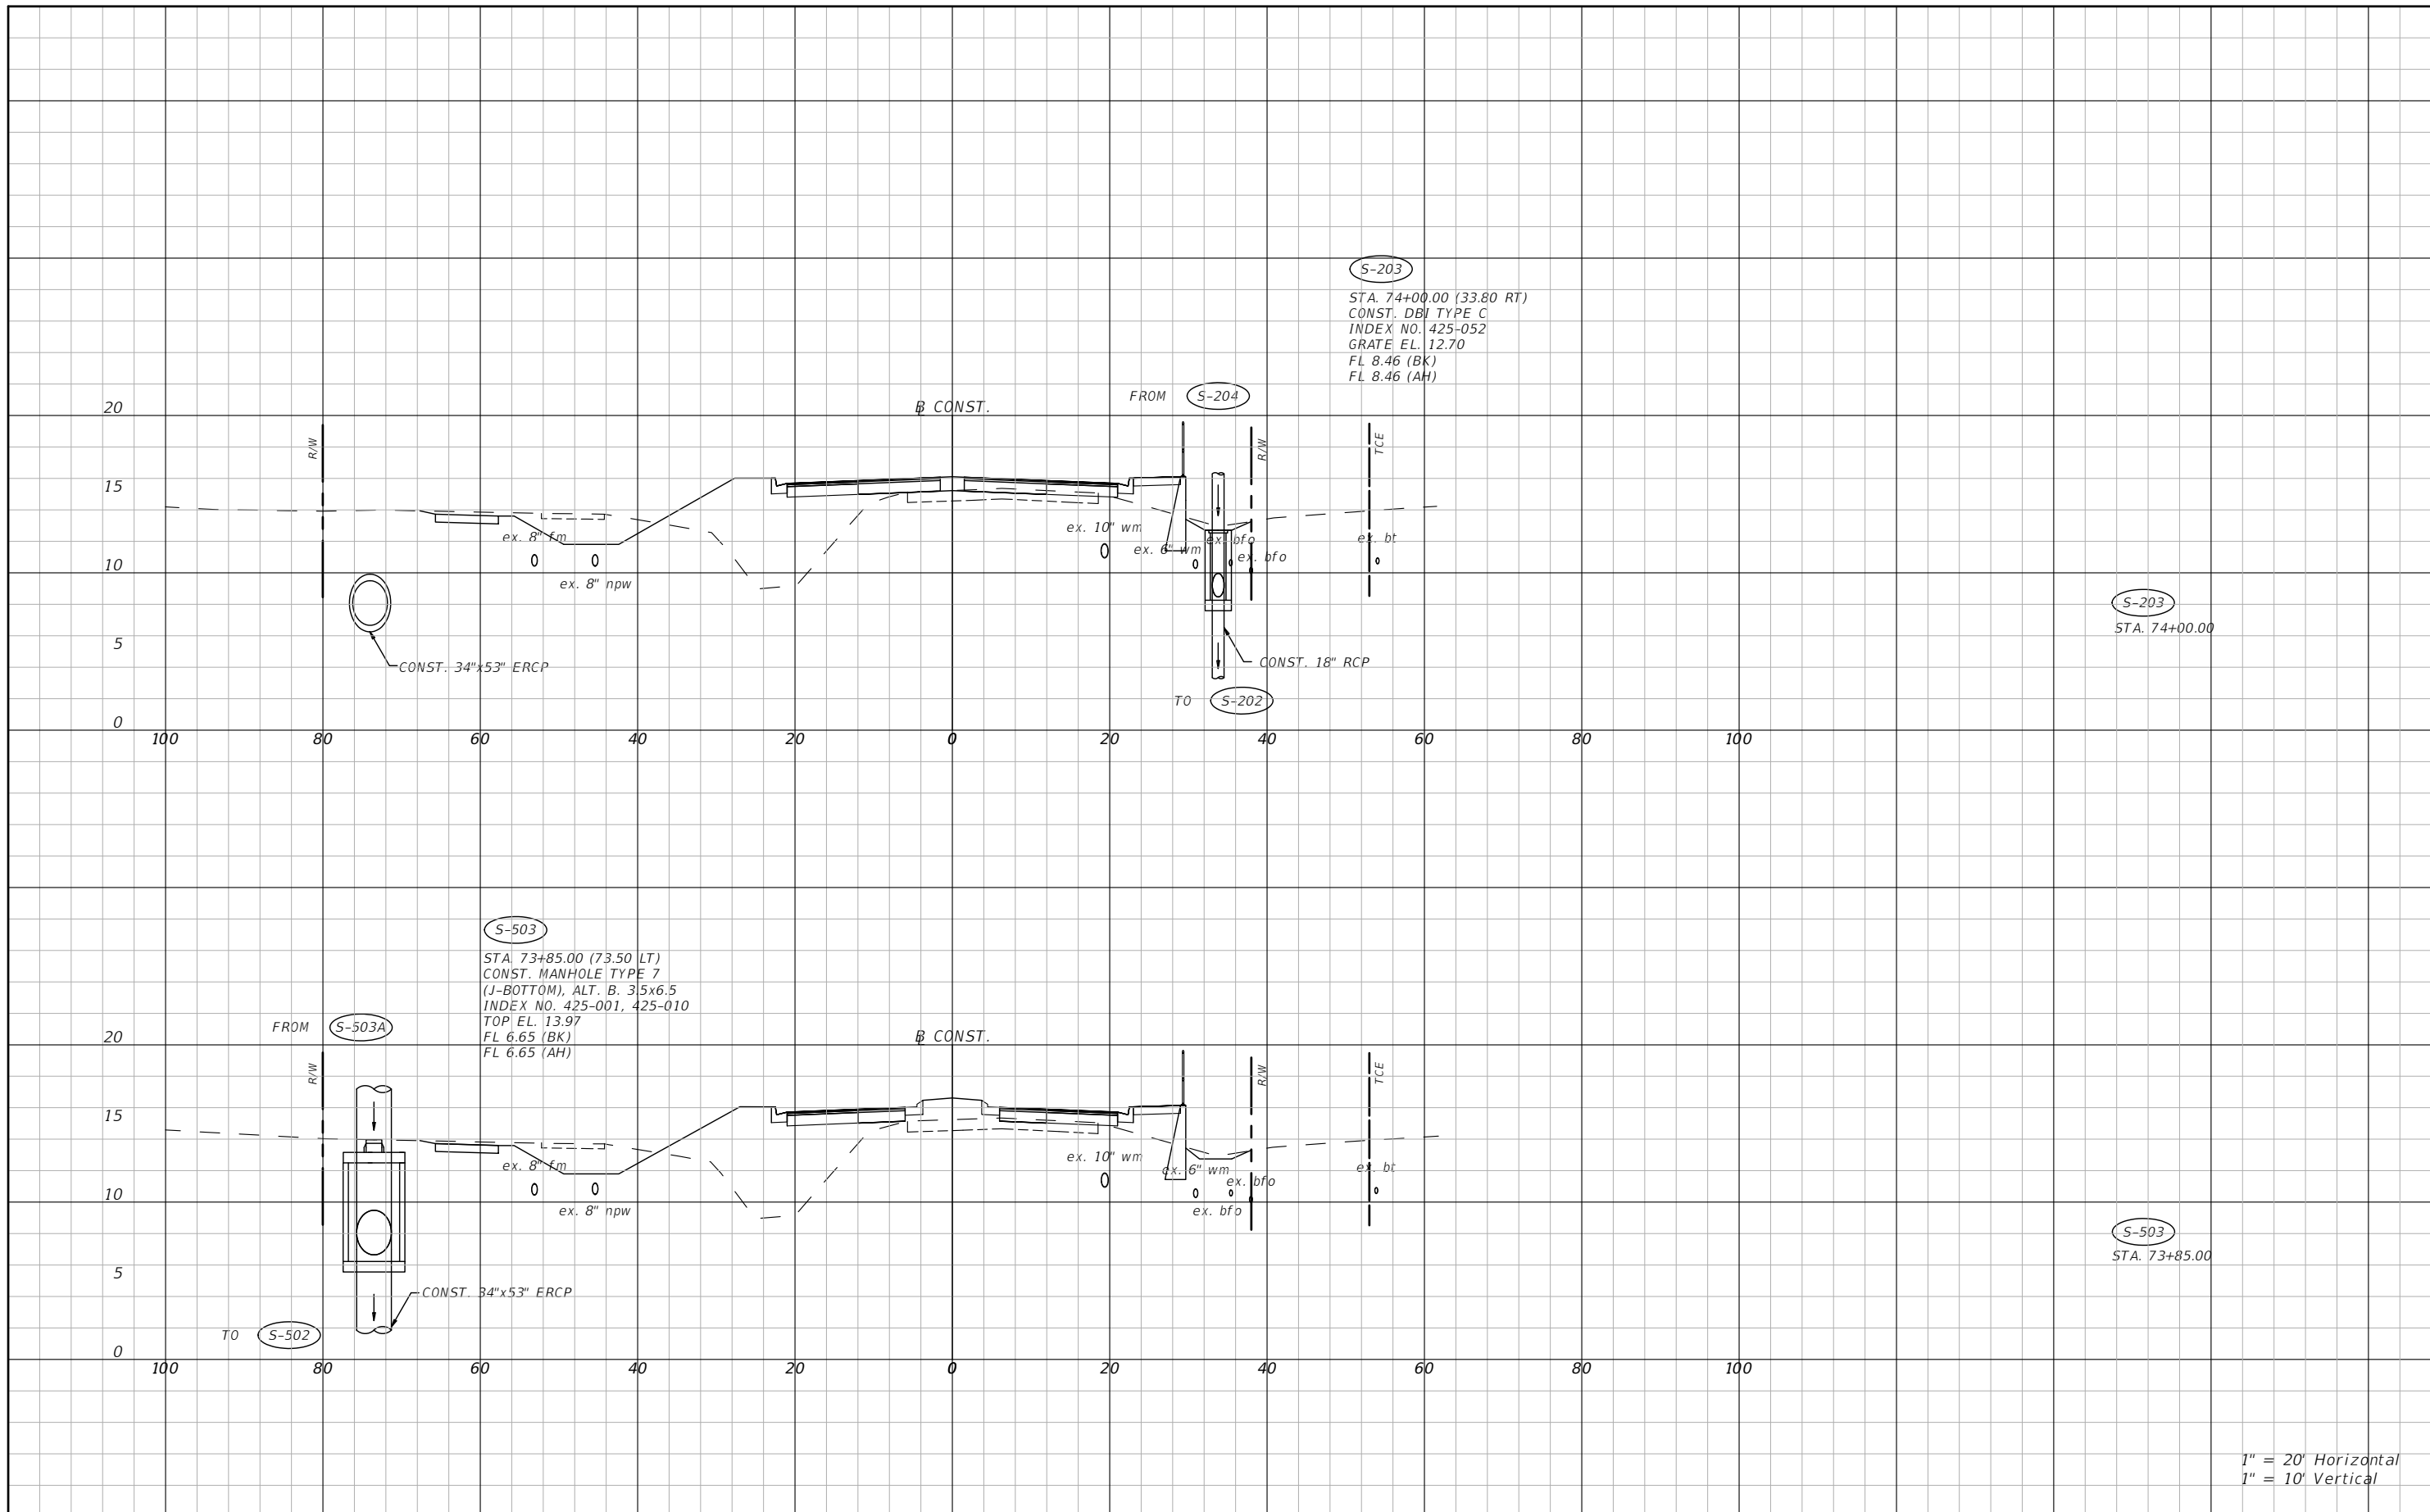 S-203
STA. 74+00.00 (33.80 RT)
CONST. DBI TYPE C
INDEX NO. 425-052
GRATE EL. 12.70
FL 8.46 (BK)
FL 8.46 (AH)
FROM S-204
20
B CONST.
R/W
R/W
TCE
15
ex. 10" wm
ex. 8" fm
ex. 6" wm
ex. bfo
ex. bfo
ex. bt
10
ex. 8" npw
S-203
STA. 74+00.00
5
CONST. 34"x53" ERCP
CONST. 18" RCP
TO S-202
0
100 80 60 40 20 0 20 40 60 80 100
S-503
STA. 73+85.00 (73.50 LT)
CONST. MANHOLE TYPE 7
(J-BOTTOM), ALT. B. 3.5x6.5
INDEX NO. 425-001, 425-010
TOP EL. 13.97
FL 6.65 (BK)
FL 6.65 (AH)
FROM S-503A
20
B CONST.
R/W
R/W
TCE
15
ex. 10" wm
ex. 8" fm
ex. 6" wm
ex. bt
ex. bfo
10
ex. 8" npw
ex. bfo
S-503
STA. 73+85.00
5
CONST. 34"x53" ERCP
TO S-502
0
100 80 60 40 20 0 20 40 60 80 100
1" = 20' Horizontal
1" = 10' Vertical